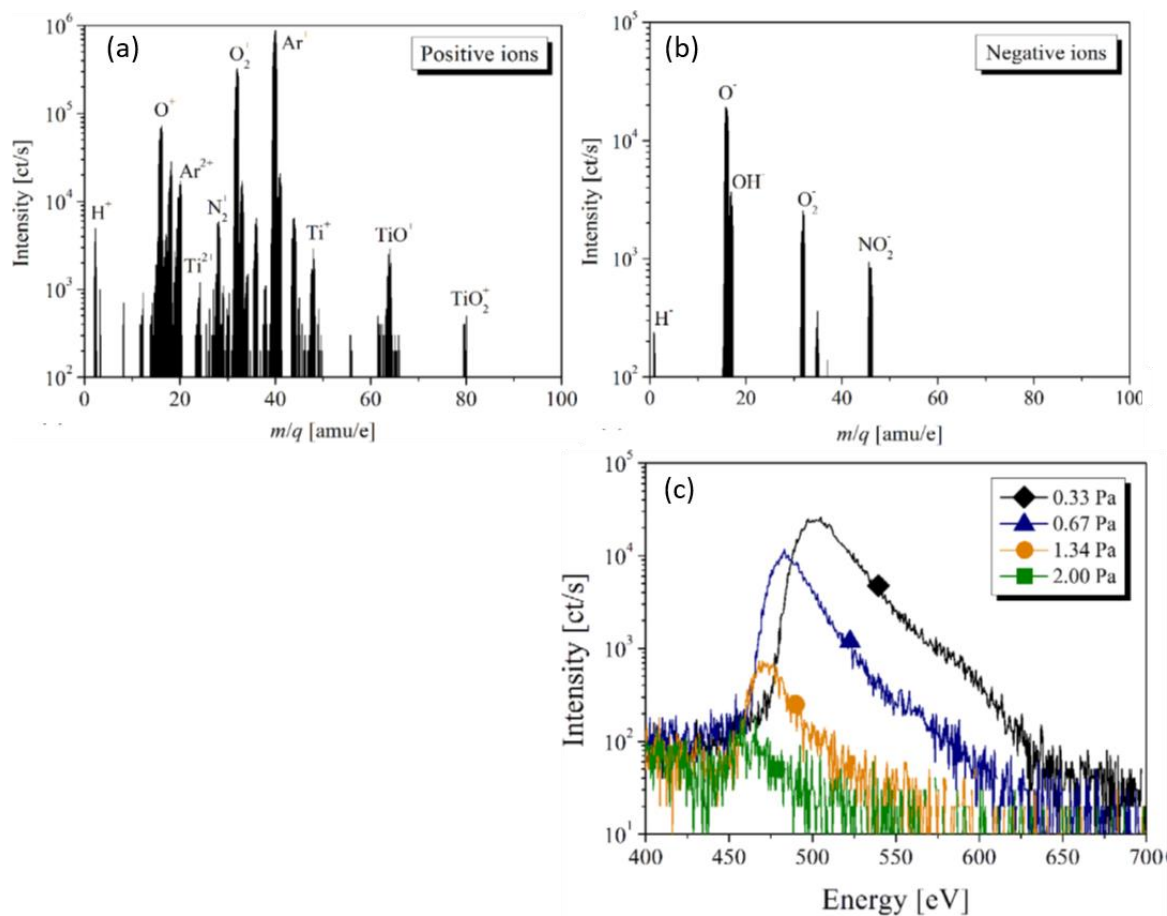 (a)
Positive ions
Intensity [ct/s]
10⁶
10⁵
10⁴
10³
10²
H⁺
O⁺
Ar²⁺
Ti²⁺
N₂⁺
O₂⁺
Ar⁺
Ti⁺
TiO⁺
TiO₂⁺
0 20 40 60 80 100
m/q [amu/e]
(b)
Negative ions
Intensity [ct/s]
10⁵
10⁴
10³
10²
H⁻
O⁻
OH⁻
O₂⁻
NO₂⁻
0 20 40 60 80 100
m/q [amu/e]
(c)
0.33 Pa
0.67 Pa
1.34 Pa
2.00 Pa
Intensity [ct/s]
10⁵
10⁴
10³
10²
10¹
400 450 500 550 600 650 700
Energy [eV]